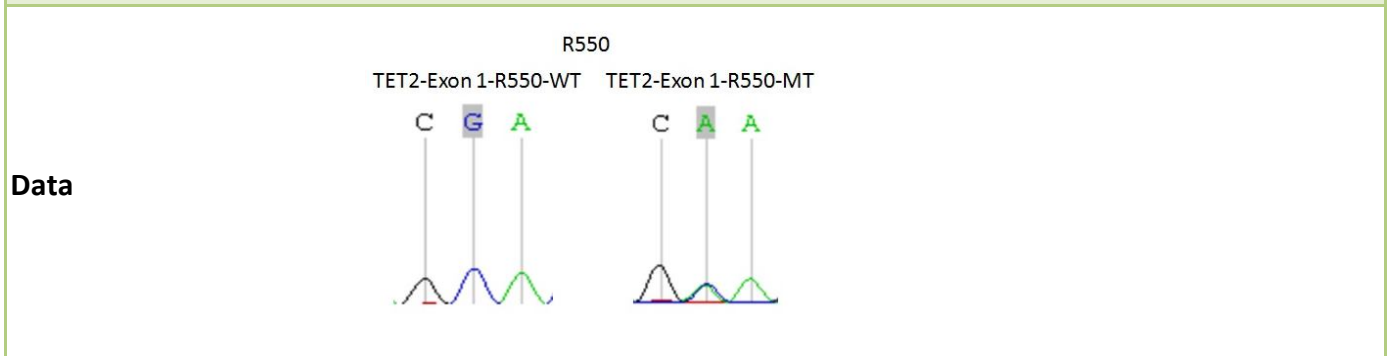 R550
TET2-Exon 1-R550-WT TET2-Exon 1-R550-MT
C G A C A A
Data